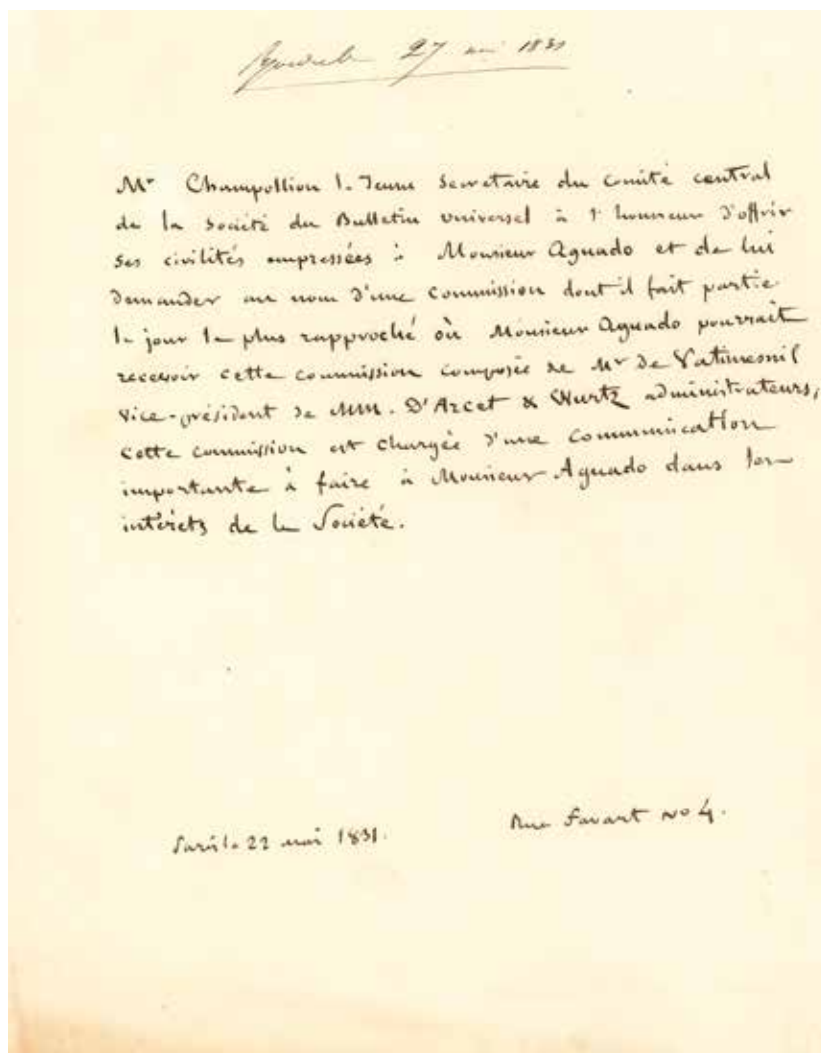 27 mai 1831
Mr Champollion le Jeune Secrétaire du comité central
de la Société du Bulletin universel à l'honneur d'offrir
ses civilités empressées à Monsieur Aguado et de lui
demander au nom d'une commission dont il fait partie
le jour le plus rapproché où Monsieur Aguado pourrait
recevoir cette commission composée de Mr de Vatimesnil
vice-président de MM. D'Arcet & Wurtz administrateurs,
cette commission est chargée d'une communication
importante à faire à Monsieur Aguado dans les
intérêts de la Société.
Paris le 22 mai 1831.
Rue Favart No 4.